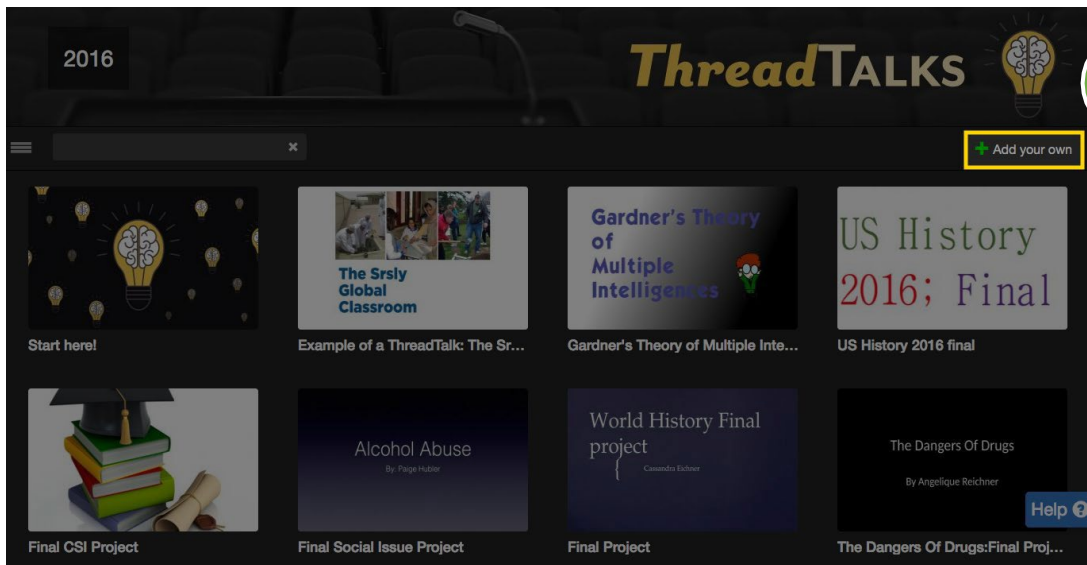 2016
ThreadTALKS
Add your own
The Srsly
Global
Classroom
Gardner's Theory
of
Multiple
Intelligences
US History
2016; Final
Start here!
Example of a ThreadTalk: The Sr...
Gardner's Theory of Multiple Inte...
US History 2016 final
Alcohol Abuse
By: Paige Hubler
World History Final
project
{ Cassandra Eichner
The Dangers Of Drugs
By Angelique Reichner
Help ?
Final CSI Project
Final Social Issue Project
Final Project
The Dangers Of Drugs:Final Proj...